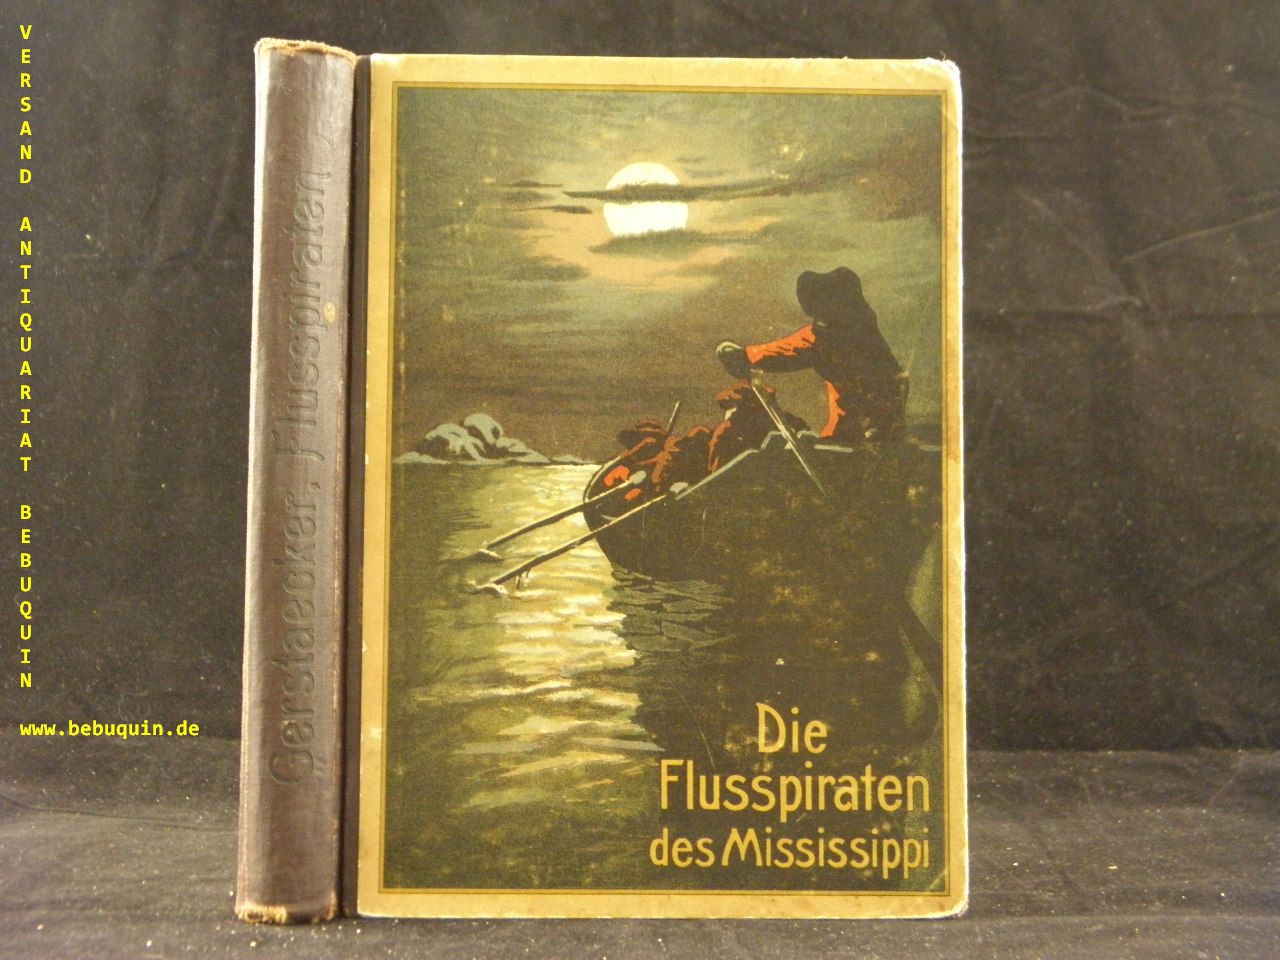 VERSAND ANTIQUARIAT BEBUQUIN
www.bebuquin.de
Gerstaecker, Flusspiraten
Die
Flusspiraten
des Mississippi